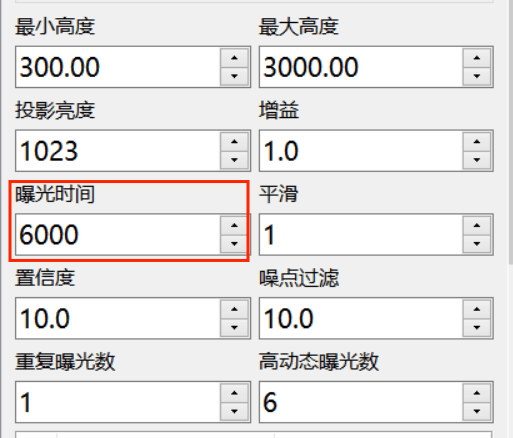 最小高度 最大高度
300.00 3000.00
投影亮度 增益
1023 1.0
曝光时间 平滑
6000 1
置信度 噪点过滤
10.0 10.0
重复曝光数 高动态曝光数
1 6